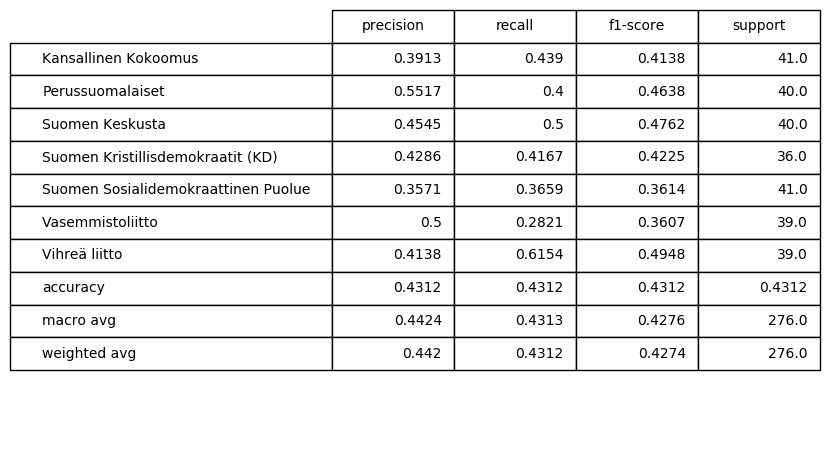 precision recall f1-score support
Kansallinen Kokoomus 0.3913 0.439 0.4138 41.0
Perussuomalaiset 0.5517 0.4 0.4638 40.0
Suomen Keskusta 0.4545 0.5 0.4762 40.0
Suomen Kristillisdemokraatit (KD) 0.4286 0.4167 0.4225 36.0
Suomen Sosialidemokraattinen Puolue 0.3571 0.3659 0.3614 41.0
Vasemmistoliitto 0.5 0.2821 0.3607 39.0
Vihreä liitto 0.4138 0.6154 0.4948 39.0
accuracy 0.4312 0.4312 0.4312 0.4312
macro avg 0.4424 0.4313 0.4276 276.0
weighted avg 0.442 0.4312 0.4274 276.0